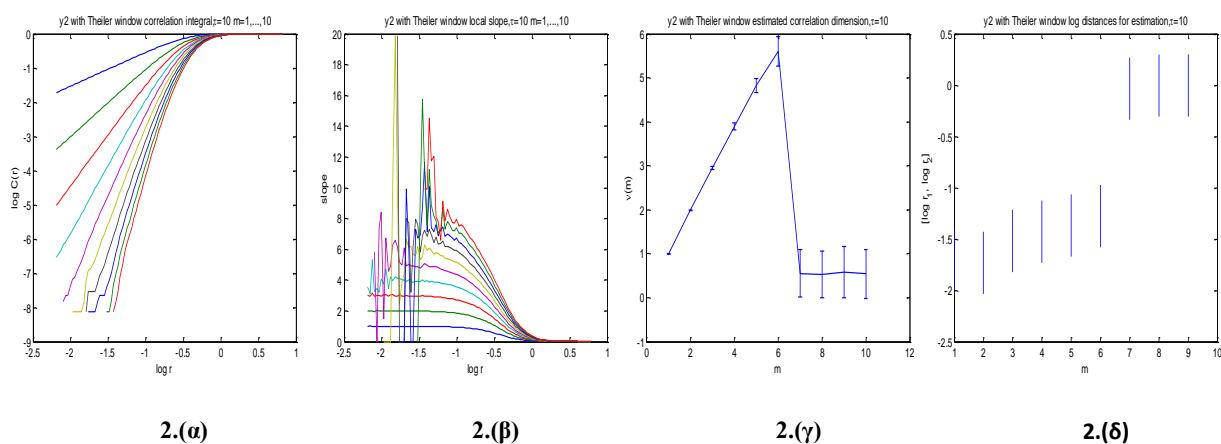 y2 with Theiler window correlation integral,τ=10 m=1,...,10
0
-1
-2
-3
-4
-5
-6
-7
-8
-9
log C(r)
-2.5 -2 -1.5 -1 -0.5 0 0.5 1
log r
2.(α)
y2 with Theiler window local slope,τ=10 m=1,...,10
20
18
16
14
12
10
8
6
4
2
0
slope
-2.5 -2 -1.5 -1 -0.5 0 0.5 1
log r
2.(β)
y2 with Theiler window estimated correlation dimension,τ=10
6
5
4
3
2
1
0
-1
v(m)
0 2 4 6 8 10 12
m
2.(γ)
y2 with Theiler window log distances for estimation,τ=10
0.5
0
-0.5
-1
-1.5
-2
-2.5
[log r1, log r2]
1 2 3 4 5 6 7 8 9 10
m
2.(δ)